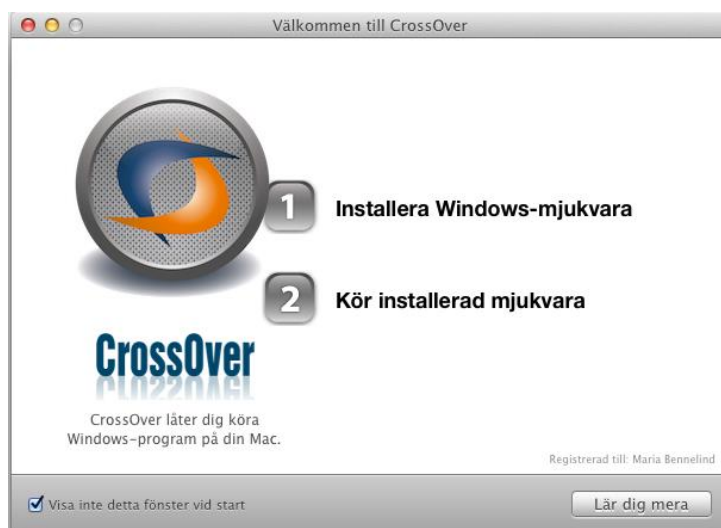 Välkommen till CrossOver
1 Installera Windows-mjukvara
2 Kör installerad mjukvara
CrossOver
CrossOver låter dig köra
Windows-program på din Mac.
Registrerad till: Maria Bennelind
Visa inte detta fönster vid start
Lär dig mera